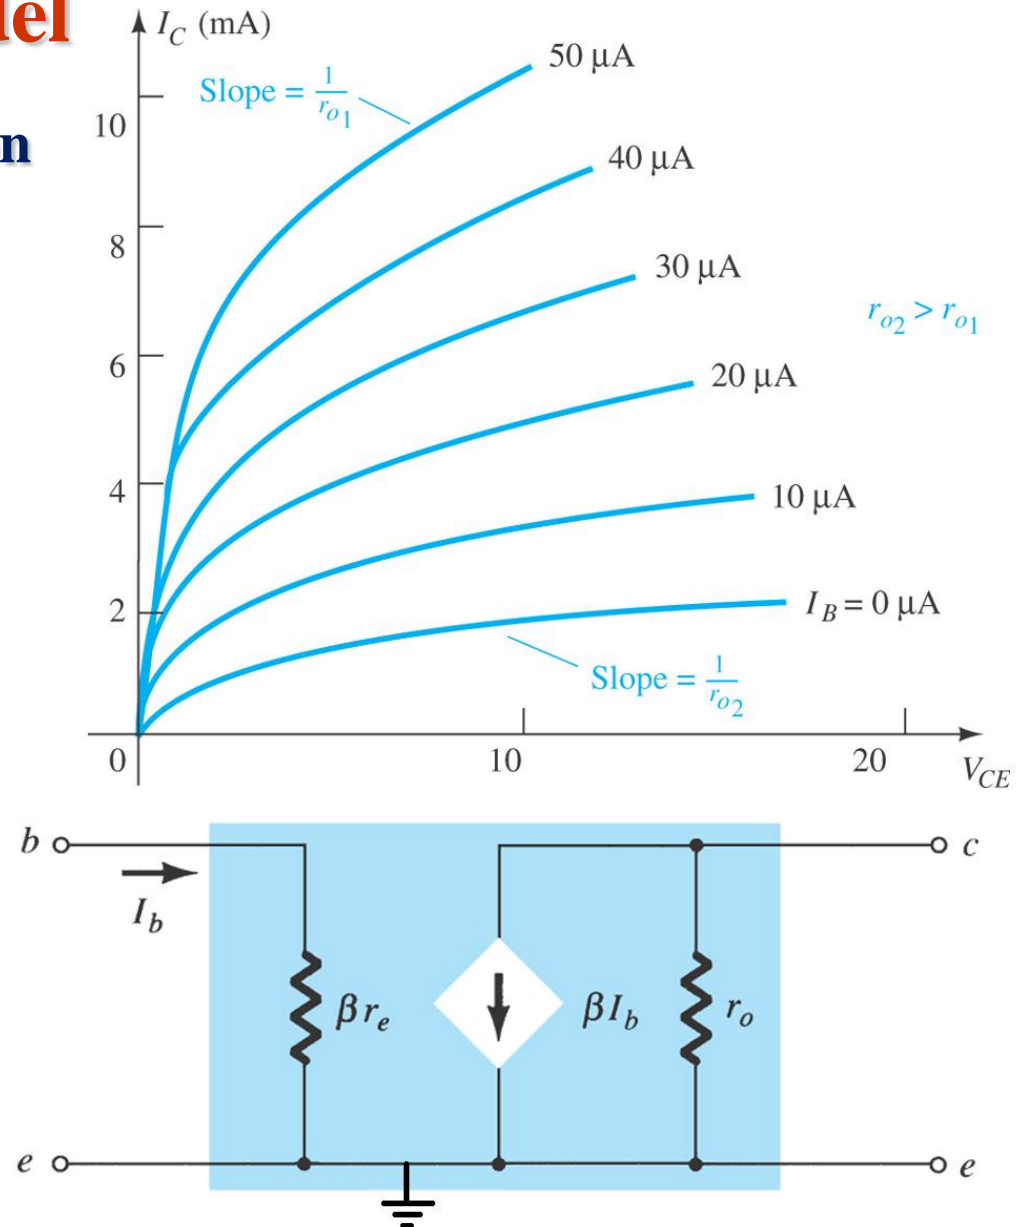 I_C (mA)
50 μA
Slope = 1/r_o1
10
40 μA
8
30 μA
r_o2 > r_o1
6
20 μA
4
10 μA
2
I_B = 0 μA
Slope = 1/r_o2
0
10
20
V_CE
b
c
I_b
βr_e
βI_b
r_o
e
e